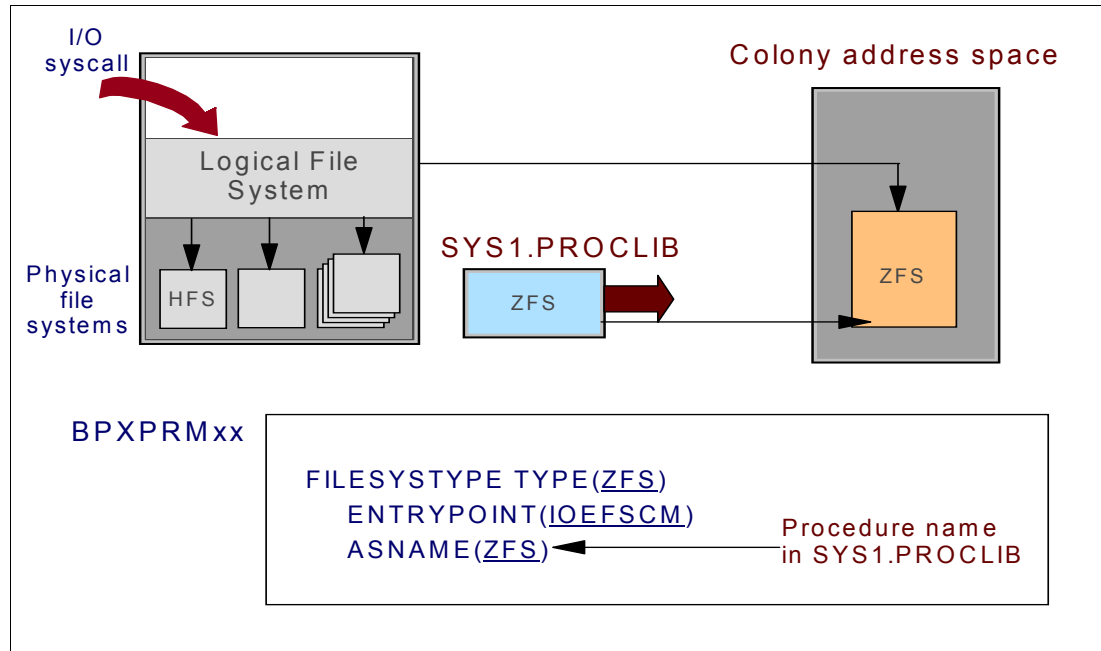 I/O
syscall
Colony address space
Logical File
System
SYS1.PROCLIB
Physical
file
systems
HFS
ZFS
ZFS
BPXPRMxx
FILESYSTYPE TYPE(ZFS)
ENTRYPOINT(IOEFSCM)
ASNAME(ZFS)
Procedure name
in SYS1.PROCLIB